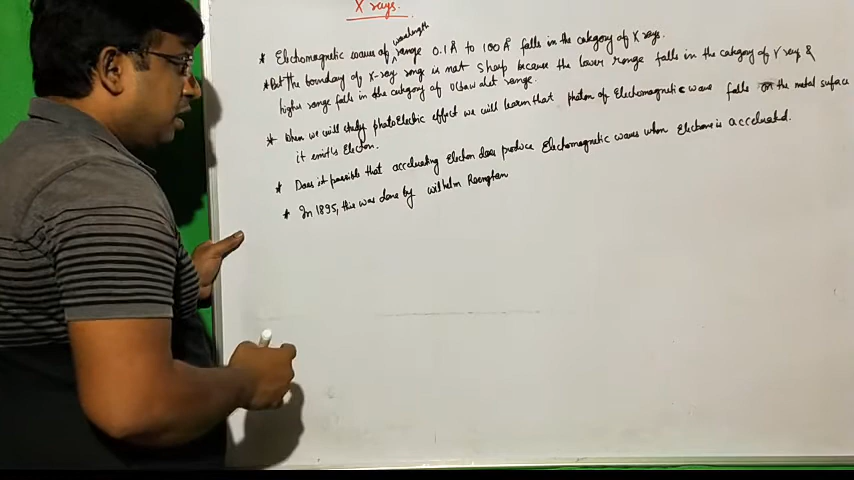 X rays.
wavelength
* Electromagnetic waves of ^ range 0.1 Å to 100 Å falls in the category of X rays.
* But the boundary of X-ray range is not sharp because the lower range falls in the category of γ rays &
higher range falls in the category of Ultraviolet range.
* When we will study photoElectric effect we will learn that photon of Electromagnetic wave falls on the metal surface
it emits Electron.
* Does it possible that accelerating Electron does produce Electromagnetic waves when Electrons is accelerated.
* In 1895, this was done by Wilhelm Roengtan